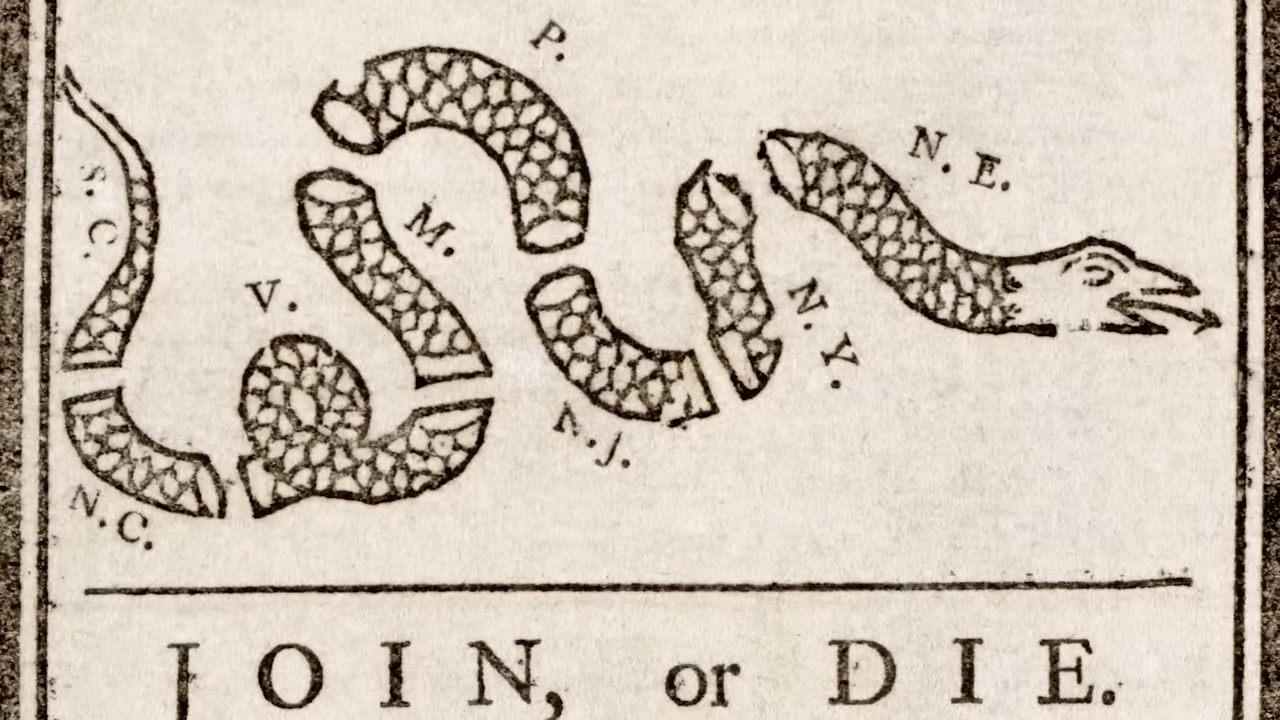 P.
N. E.
S. C.
M.
V.
N. Y.
N. J.
N. C.
JOIN, or DIE.